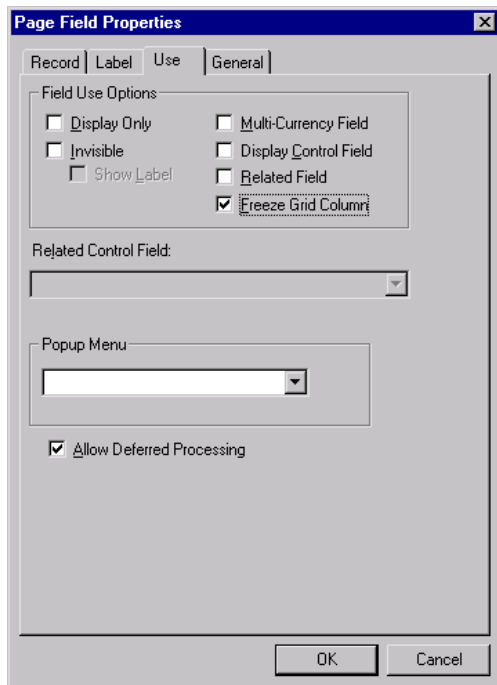 Page Field Properties
Record Label Use General
Field Use Options
Display Only
Invisible
Show Label
Multi-Currency Field
Display Control Field
Related Field
Freeze Grid Column
Related Control Field:
Popup Menu
Allow Deferred Processing
OK Cancel